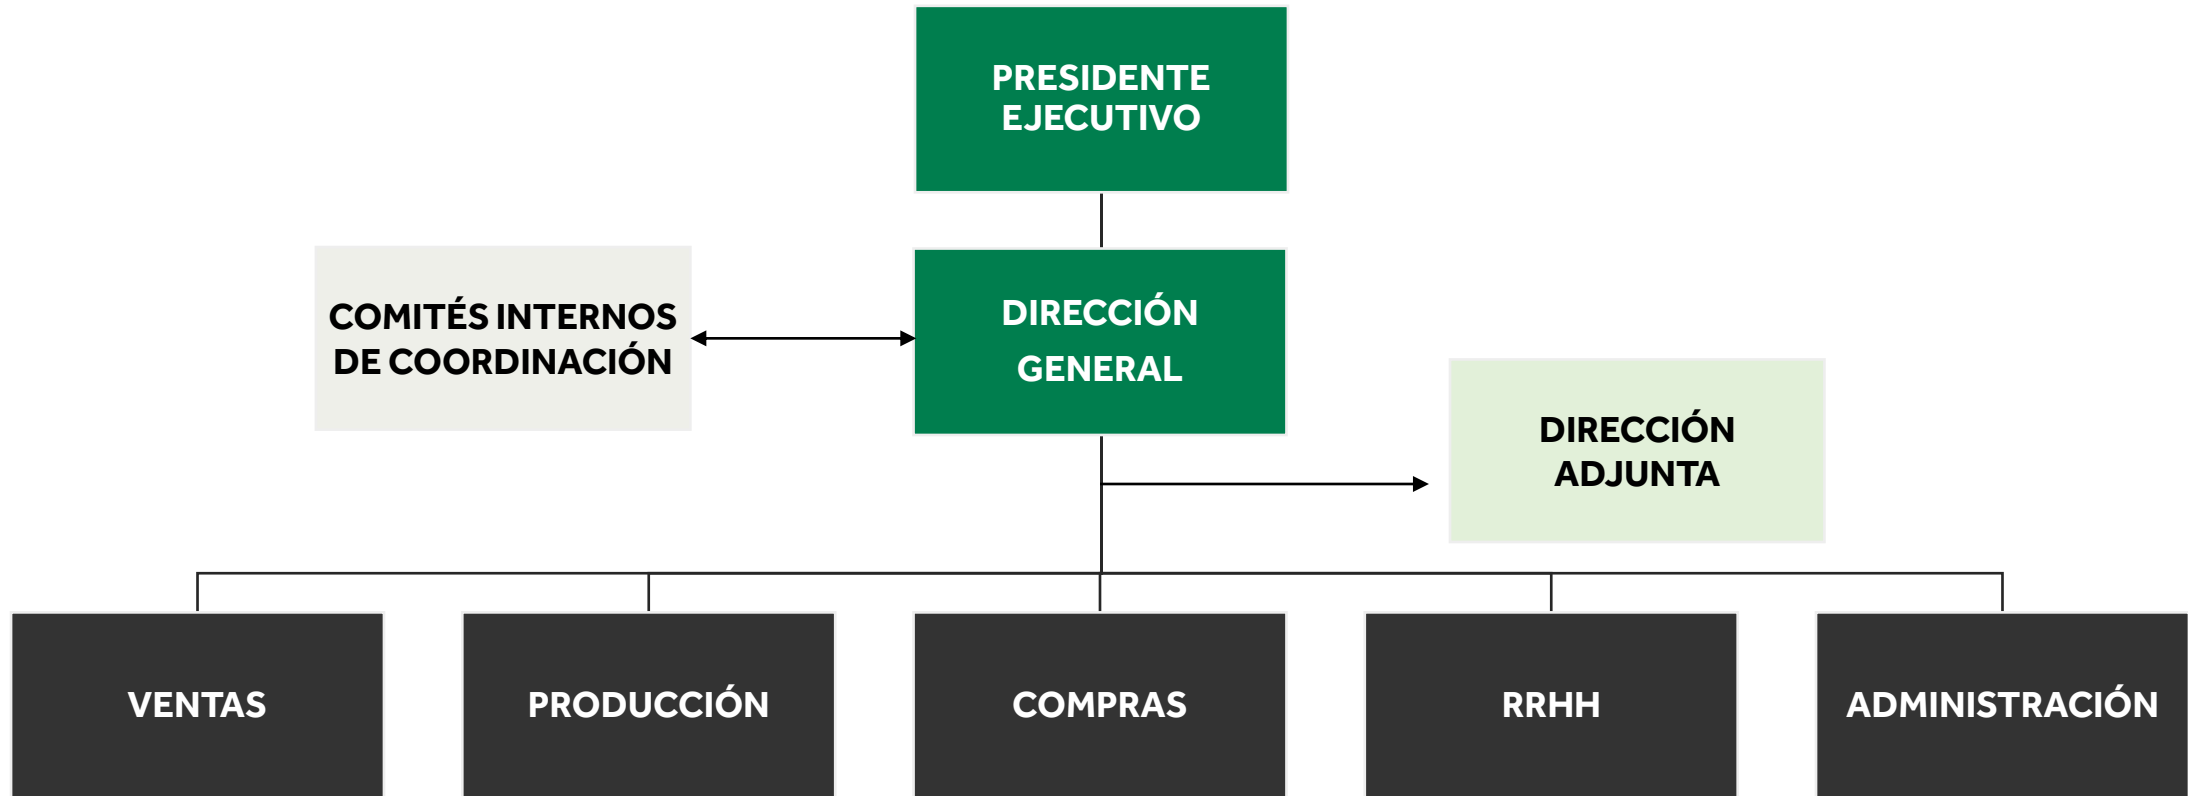 PRESIDENTE
EJECUTIVO
COMITÉS INTERNOS
DE COORDINACIÓN
DIRECCIÓN
GENERAL
DIRECCIÓN
ADJUNTA
VENTAS
PRODUCCIÓN
COMPRAS
RRHH
ADMINISTRACIÓN